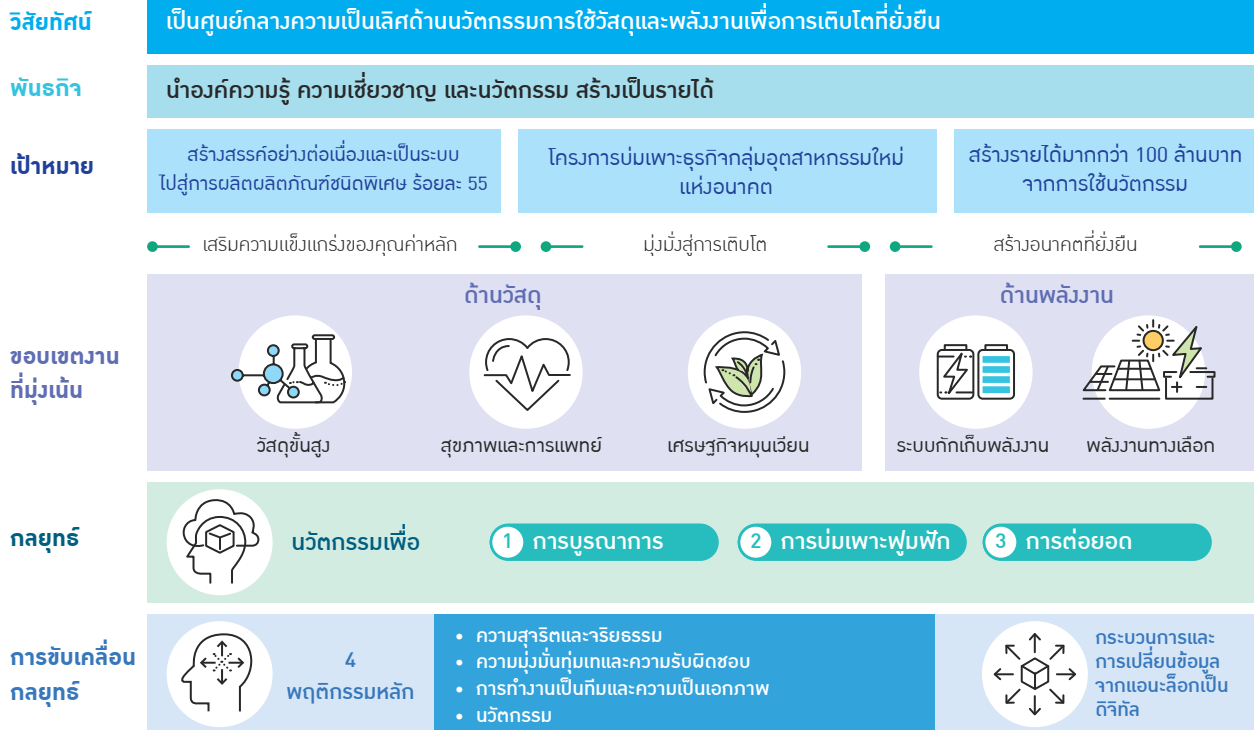 วิสัยทัศน์
เป็นศูนย์กลางความเป็นเลิศด้านนวัตกรรมการใช้วัสดุและพลังงานเพื่อการเติบโตที่ยั่งยืน
พันธกิจ
นำองค์ความรู้ ความเชี่ยวชาญ และนวัตกรรม สร้างเป็นรายได้
เป้าหมาย
สร้างสรรค์อย่างต่อเนื่องและเป็นระบบ
ไปสู่การผลิตผลิตภัณฑ์ชนิดพิเศษ ร้อยละ 55
โครงการบ่มเพาะธุรกิจกลุ่มอุตสาหกรรมใหม่
แห่งอนาคต
สร้างรายได้มากกว่า 100 ล้านบาท
จากการใช้นวัตกรรม
เสริมความแข็งแกร่งของคุณค่าหลัก
มุ่งมั่งสู่การเติบโต
สร้างอนาคตที่ยั่งยืน
ขอบเขตงาน
ที่มุ่งเน้น
ด้านวัสดุ
วัสดุขั้นสูง
สุขภาพและการแพทย์
เศรษฐกิจหมุนเวียน
ด้านพลังงาน
ระบบกักเก็บพลังงาน
พลังงานทางเลือก
กลยุทธ์
นวัตกรรมเพื่อ
1 การบูรณาการ
2 การบ่มเพาะฟูมฟัก
3 การต่อยอด
การขับเคลื่อน
กลยุทธ์
4
พฤติกรรมหลัก
• ความสุจริตและจริยธรรม
• ความมุ่งมั่นทุ่มเทและความรับผิดชอบ
• การทำงานเป็นทีมและความเป็นเอกภาพ
• นวัตกรรม
กระบวนการและ
การเปลี่ยนข้อมูล
จากแอนะล็อกเป็น
ดิจิทัล